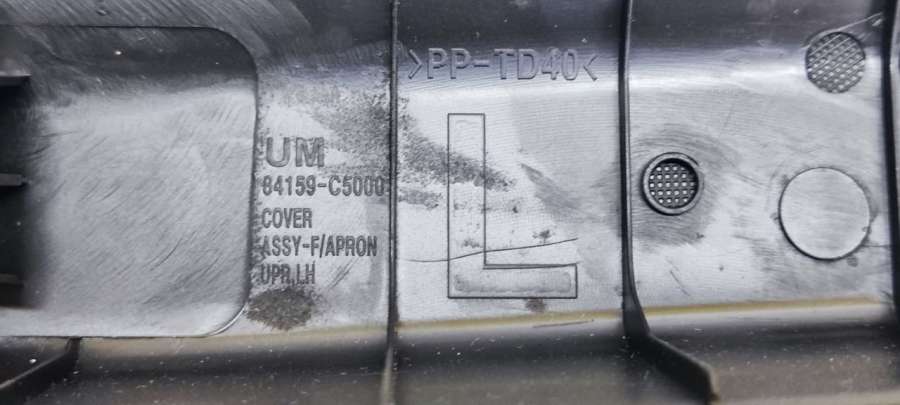 >PP-TD40<
UM
84159-C5000
COVER
ASSY-F/APRON
UPR,LH
L